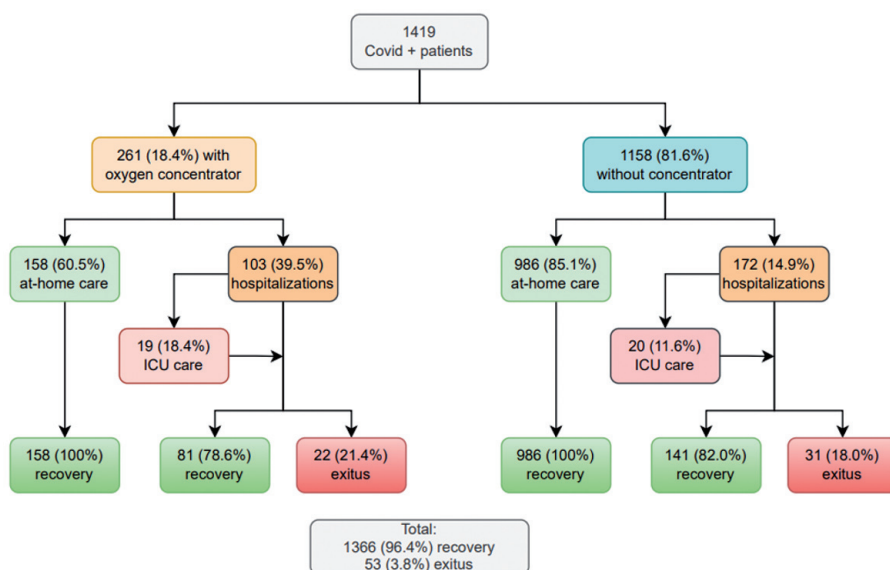 1419
Covid + patients
261 (18.4%) with
oxygen concentrator
1158 (81.6%)
without concentrator
158 (60.5%)
at-home care
103 (39.5%)
hospitalizations
986 (85.1%)
at-home care
172 (14.9%)
hospitalizations
19 (18.4%)
ICU care
20 (11.6%)
ICU care
158 (100%)
recovery
81 (78.6%)
recovery
22 (21.4%)
exitus
986 (100%)
recovery
141 (82.0%)
recovery
31 (18.0%)
exitus
Total:
1366 (96.4%) recovery
53 (3.8%) exitus